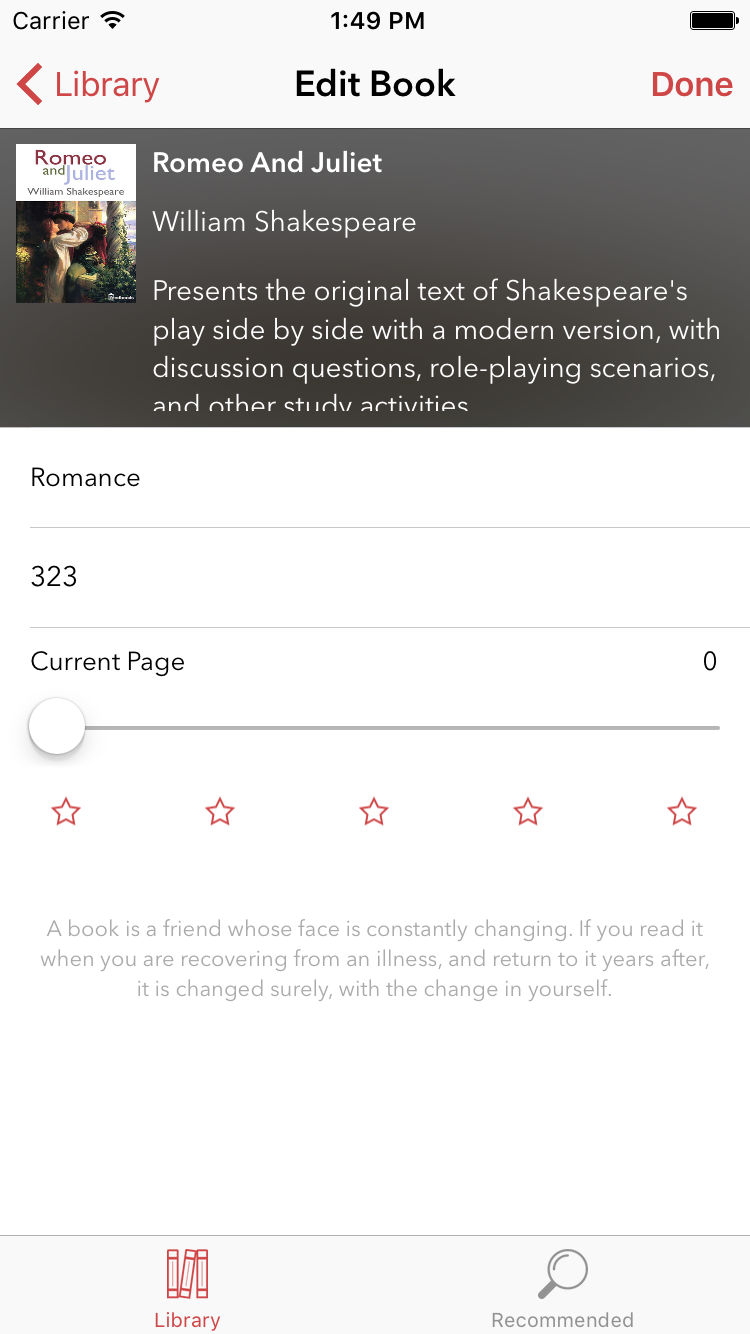 Carrier 1:49 PM
Library Edit Book Done
Romeo
and Juliet
William Shakespeare
Romeo And Juliet
William Shakespeare
Presents the original text of Shakespeare's
play side by side with a modern version, with
discussion questions, role-playing scenarios,
and other study activities
Romance
323
Current Page 0
A book is a friend whose face is constantly changing. If you read it
when you are recovering from an illness, and return to it years after,
it is changed surely, with the change in yourself.
Library Recommended